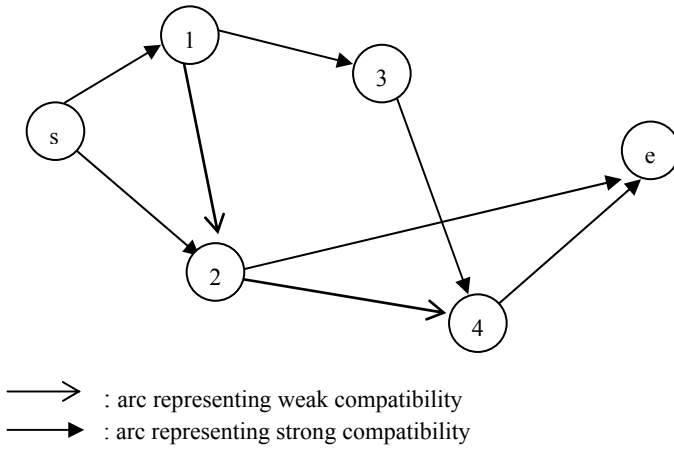 1
3
s
e
2
4
: arc representing weak compatibility
: arc representing strong compatibility